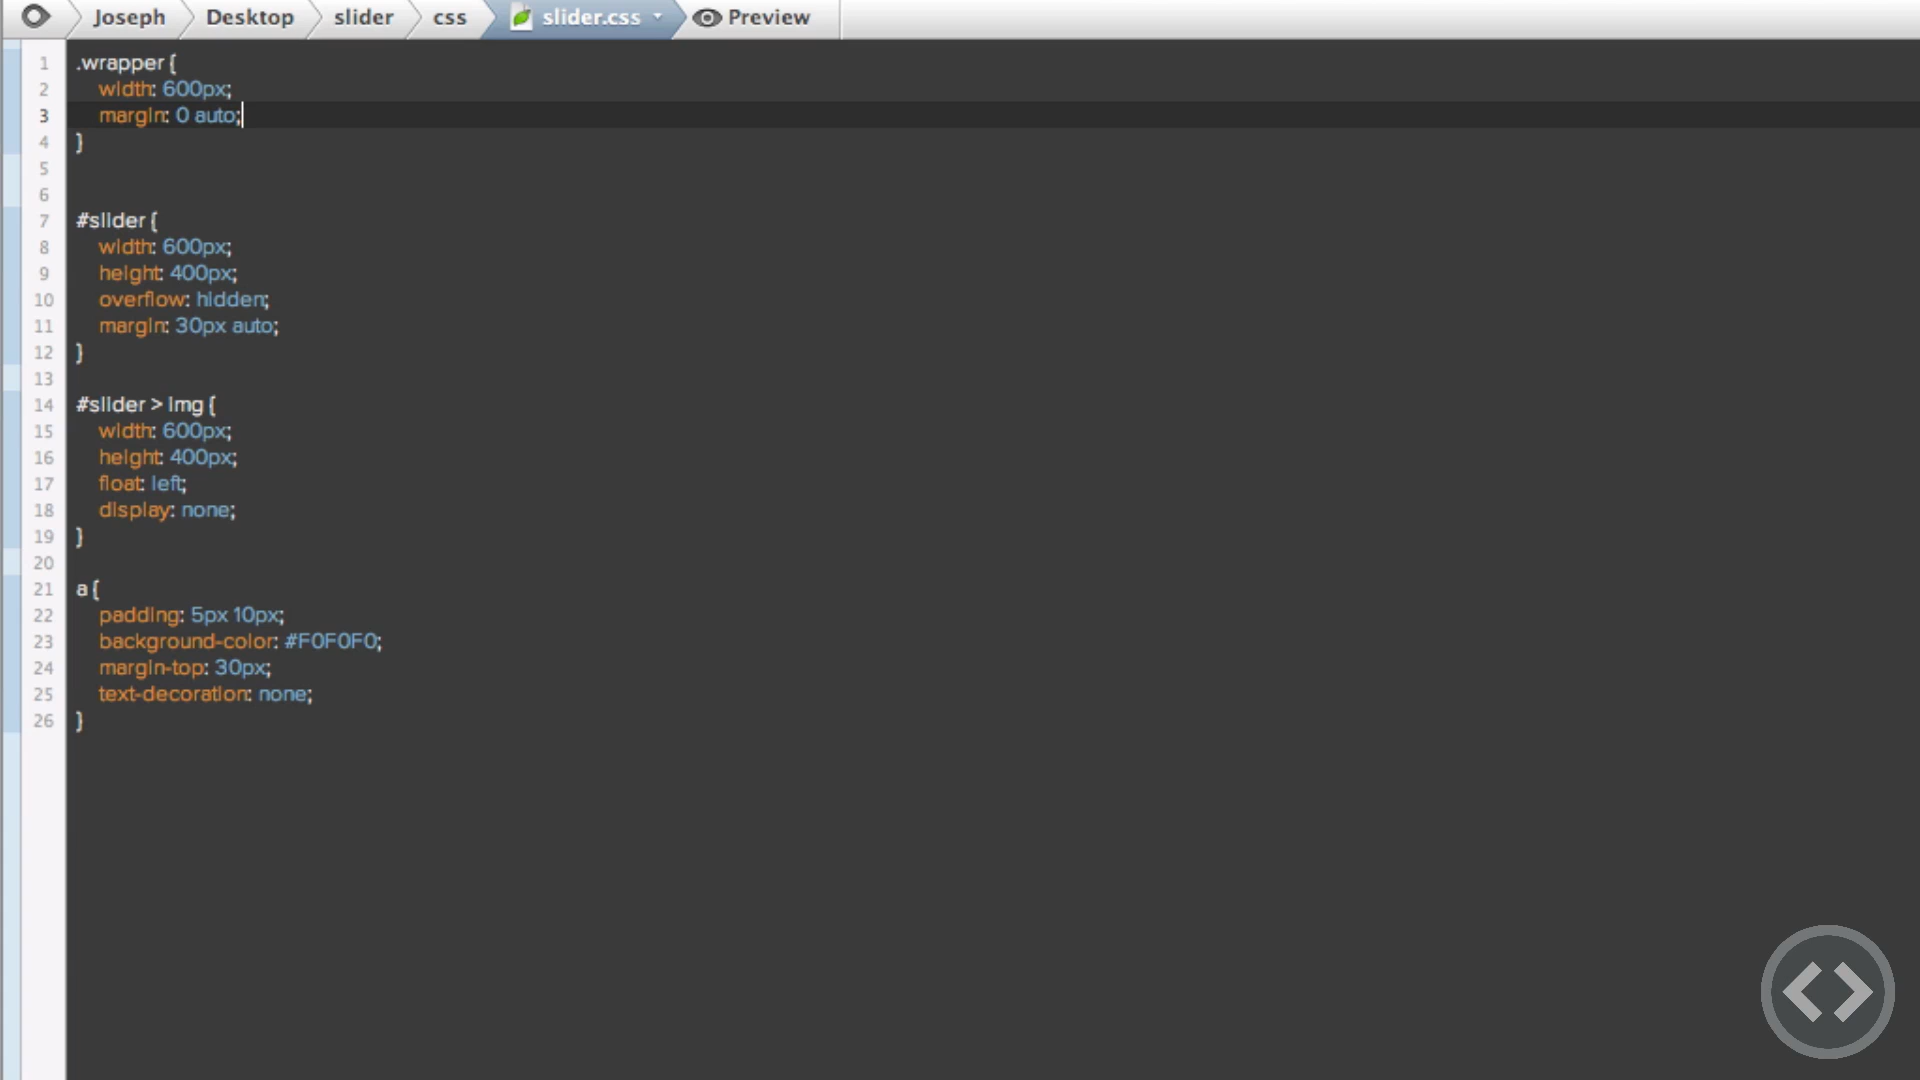 Joseph Desktop slider css slider.css Preview
1 .wrapper {
2 width: 600px;
3 margin: 0 auto;
4 }
5
6
7 #slider {
8 width: 600px;
9 height: 400px;
10 overflow: hidden;
11 margin: 30px auto;
12 }
13
14 #slider > img {
15 width: 600px;
16 height: 400px;
17 float: left;
18 display: none;
19 }
20
21 a {
22 padding: 5px 10px;
23 background-color: #F0F0F0;
24 margin-top: 30px;
25 text-decoration: none;
26 }